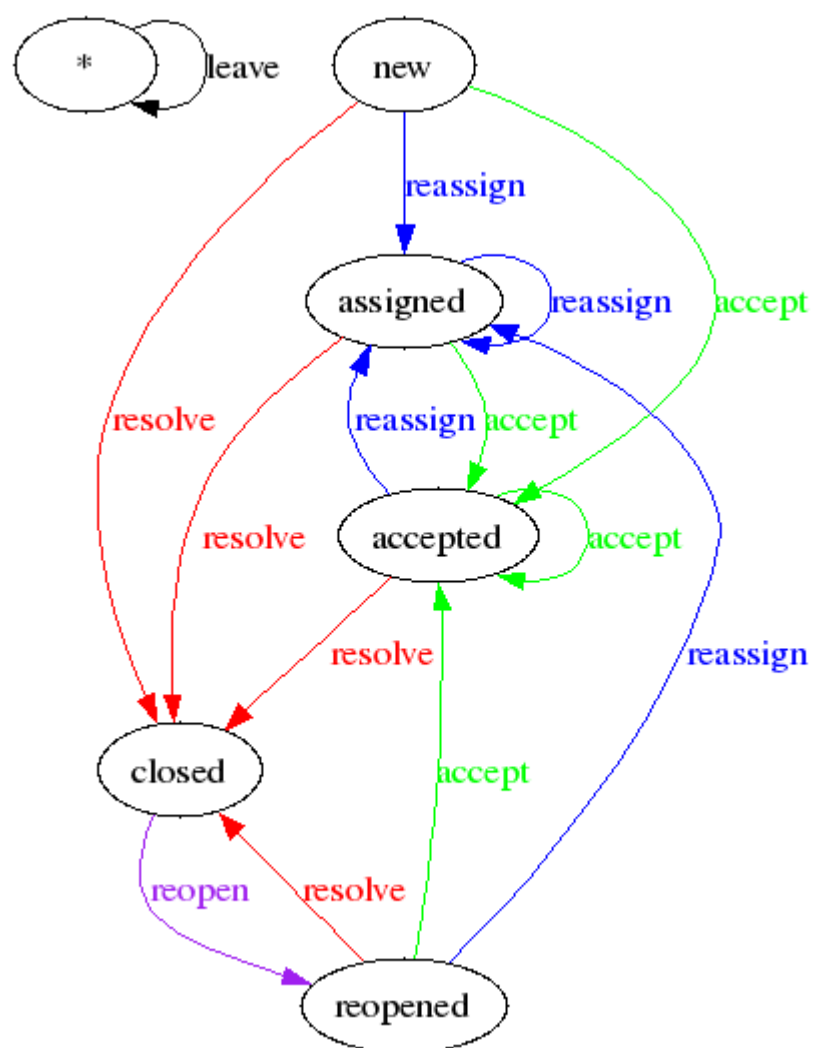 *
leave
new
reassign
assigned
reassign
accept
resolve
reassign
accept
resolve
accepted
accept
resolve
reassign
closed
accept
reopen
resolve
reopened